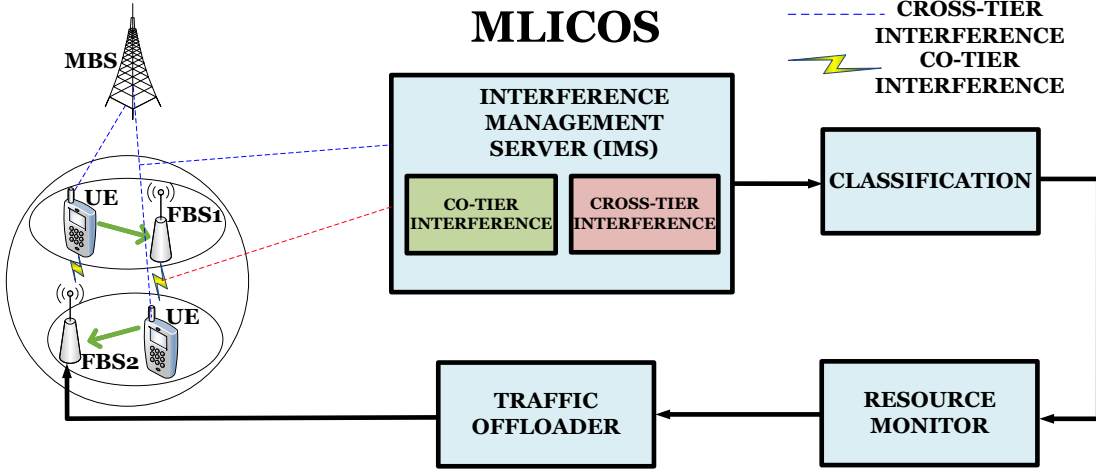 MLICOS
CROSS-TIER
INTERFERENCE
CO-TIER
INTERFERENCE
MBS
INTERFERENCE
MANAGEMENT
SERVER (IMS)
CO-TIER
INTERFERENCE
CROSS-TIER
INTERFERENCE
CLASSIFICATION
UE
FBS1
UE
FBS2
TRAFFIC
OFFLOADER
RESOURCE
MONITOR